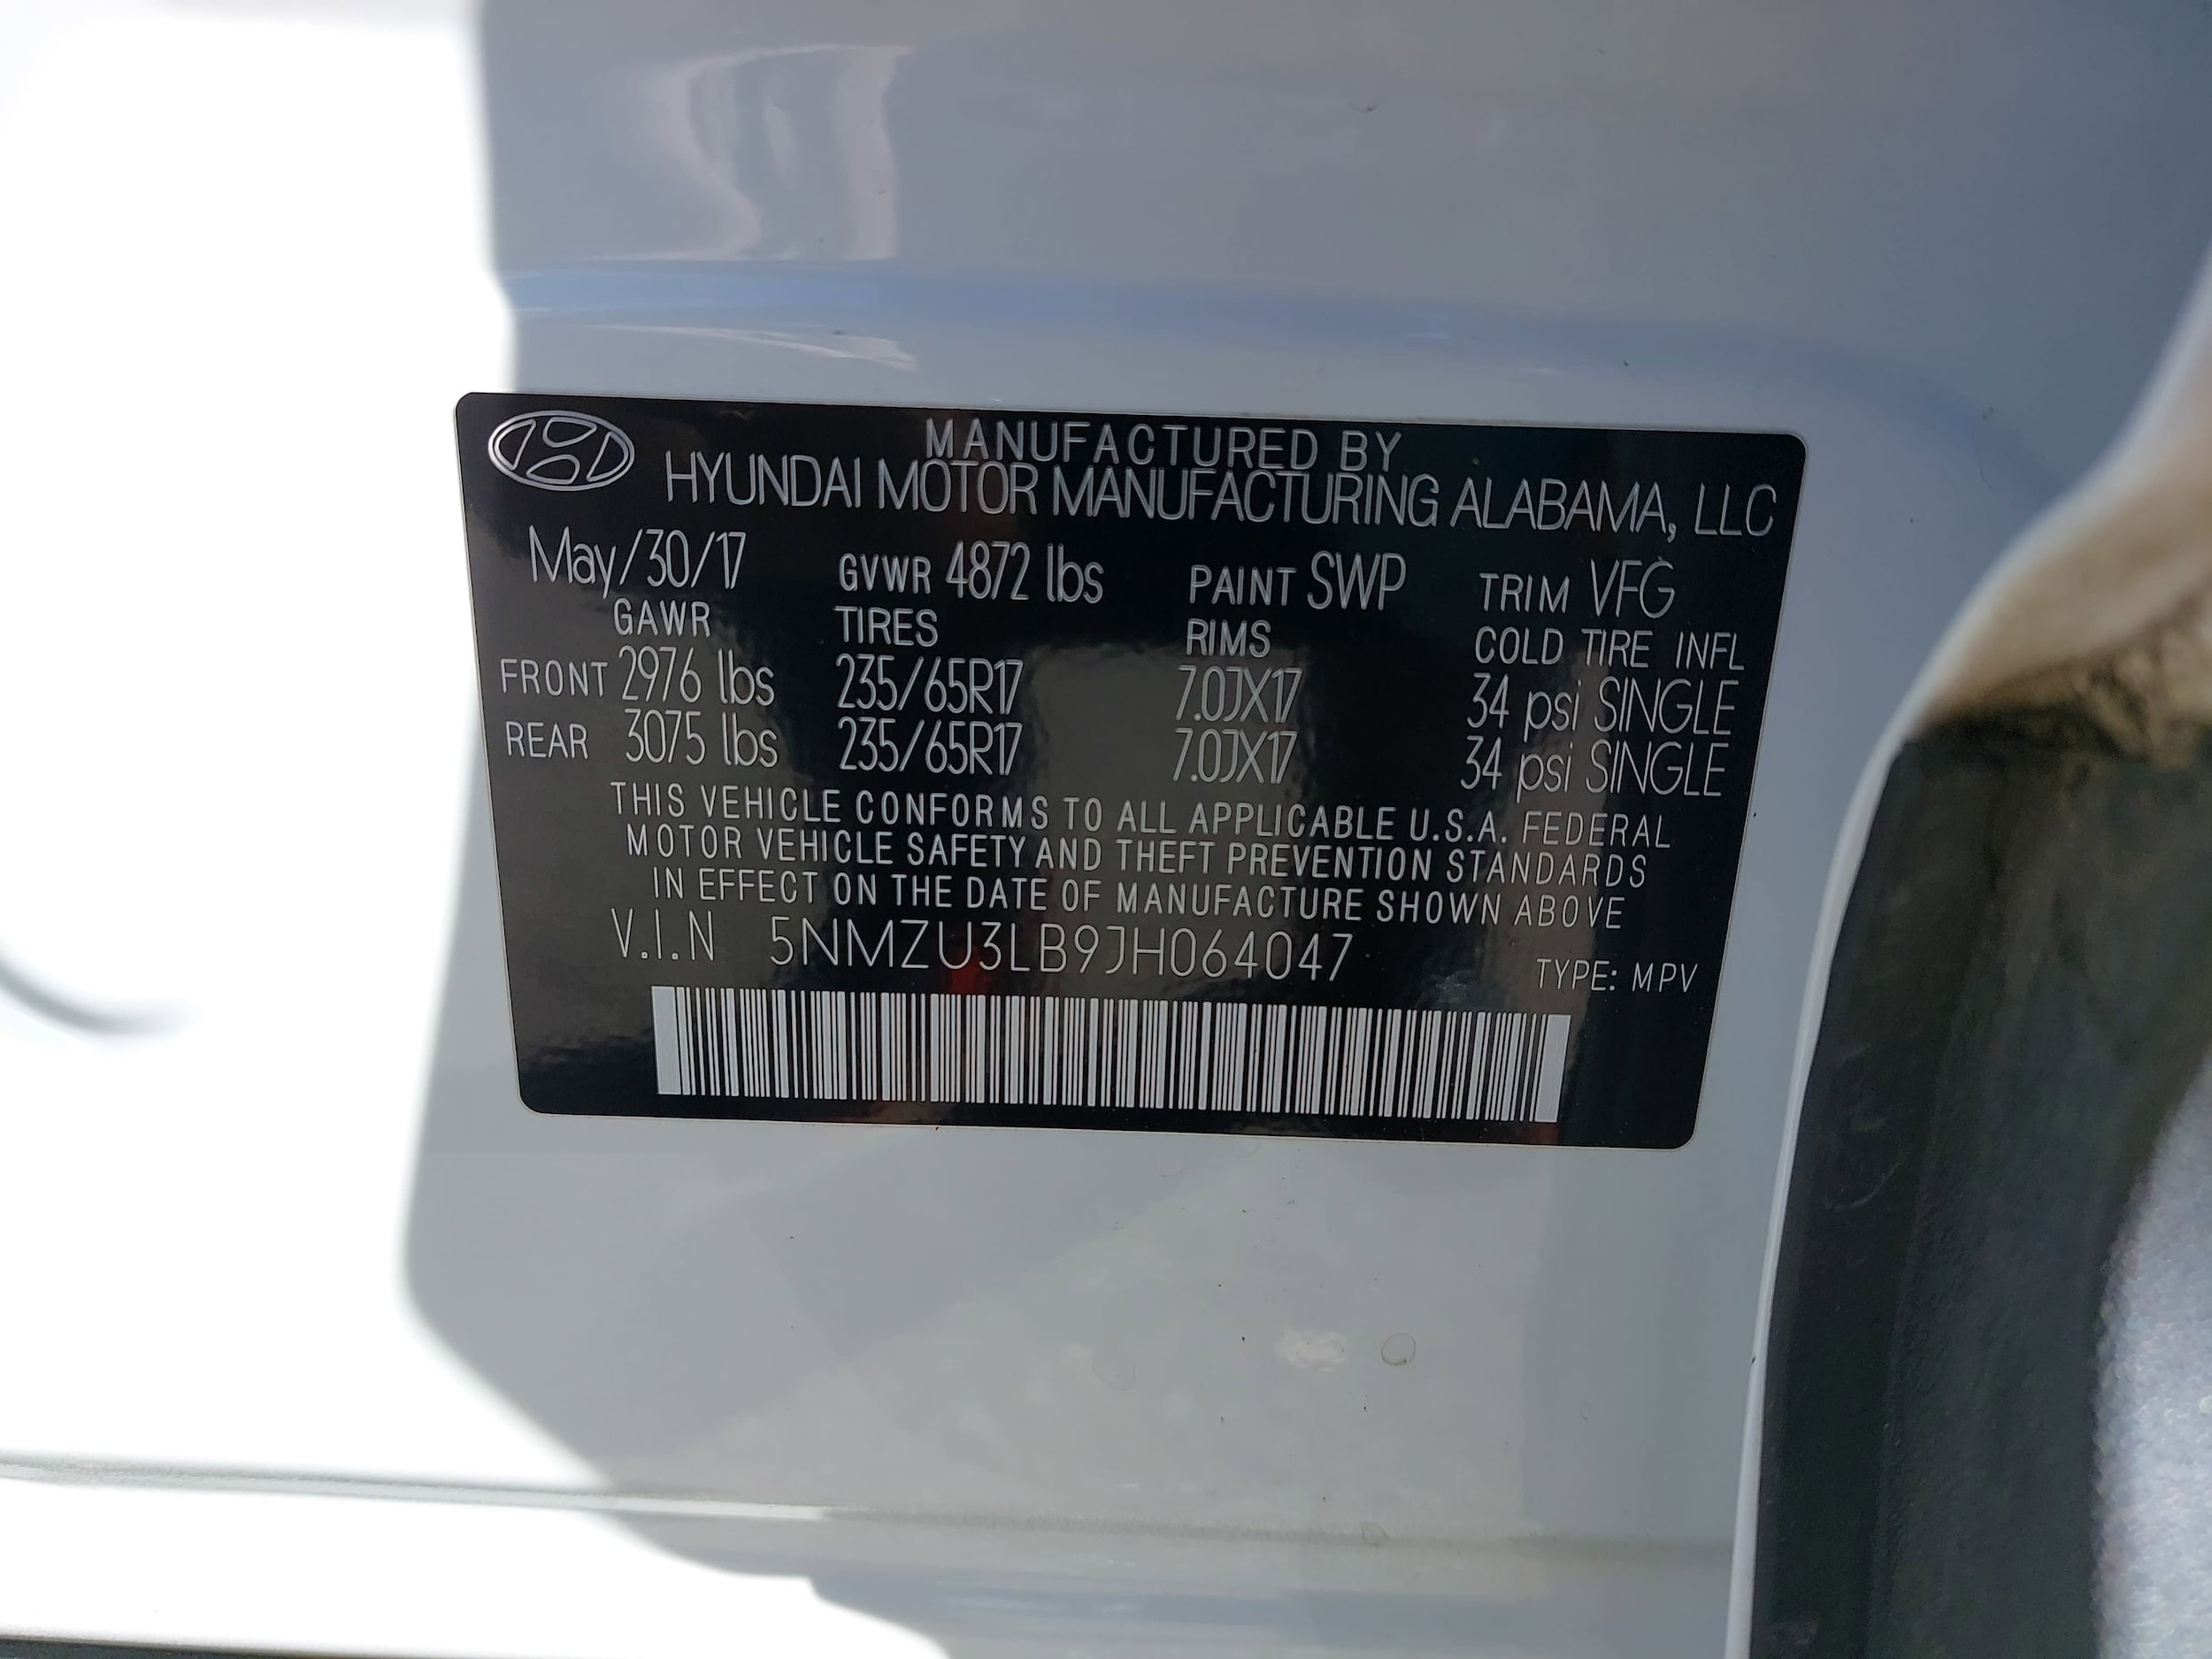 MANUFACTURED BY
HYUNDAI MOTOR MANUFACTURING ALABAMA, LLC
May/30/17 GVWR 4872 lbs PAINT SWP TRIM VFG
GAWR TIRES RIMS COLD TIRE INFL
FRONT 2976 lbs 235/65R17 7.0JX17 34 psi SINGLE
REAR 3075 lbs 235/65R17 7.0JX17 34 psi SINGLE
THIS VEHICLE CONFORMS TO ALL APPLICABLE U.S.A. FEDERAL
MOTOR VEHICLE SAFETY AND THEFT PREVENTION STANDARDS
IN EFFECT ON THE DATE OF MANUFACTURE SHOWN ABOVE
V.I.N 5NMZU3LB9JH064047 TYPE: MPV